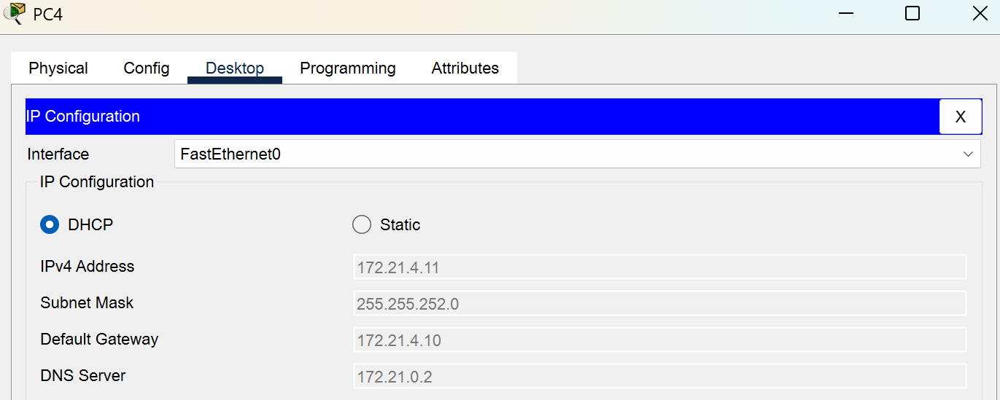 PC4
Physical Config Desktop Programming Attributes
IP Configuration X
Interface FastEthernet0
IP Configuration
DHCP Static
IPv4 Address 172.21.4.11
Subnet Mask 255.255.252.0
Default Gateway 172.21.4.10
DNS Server 172.21.0.2